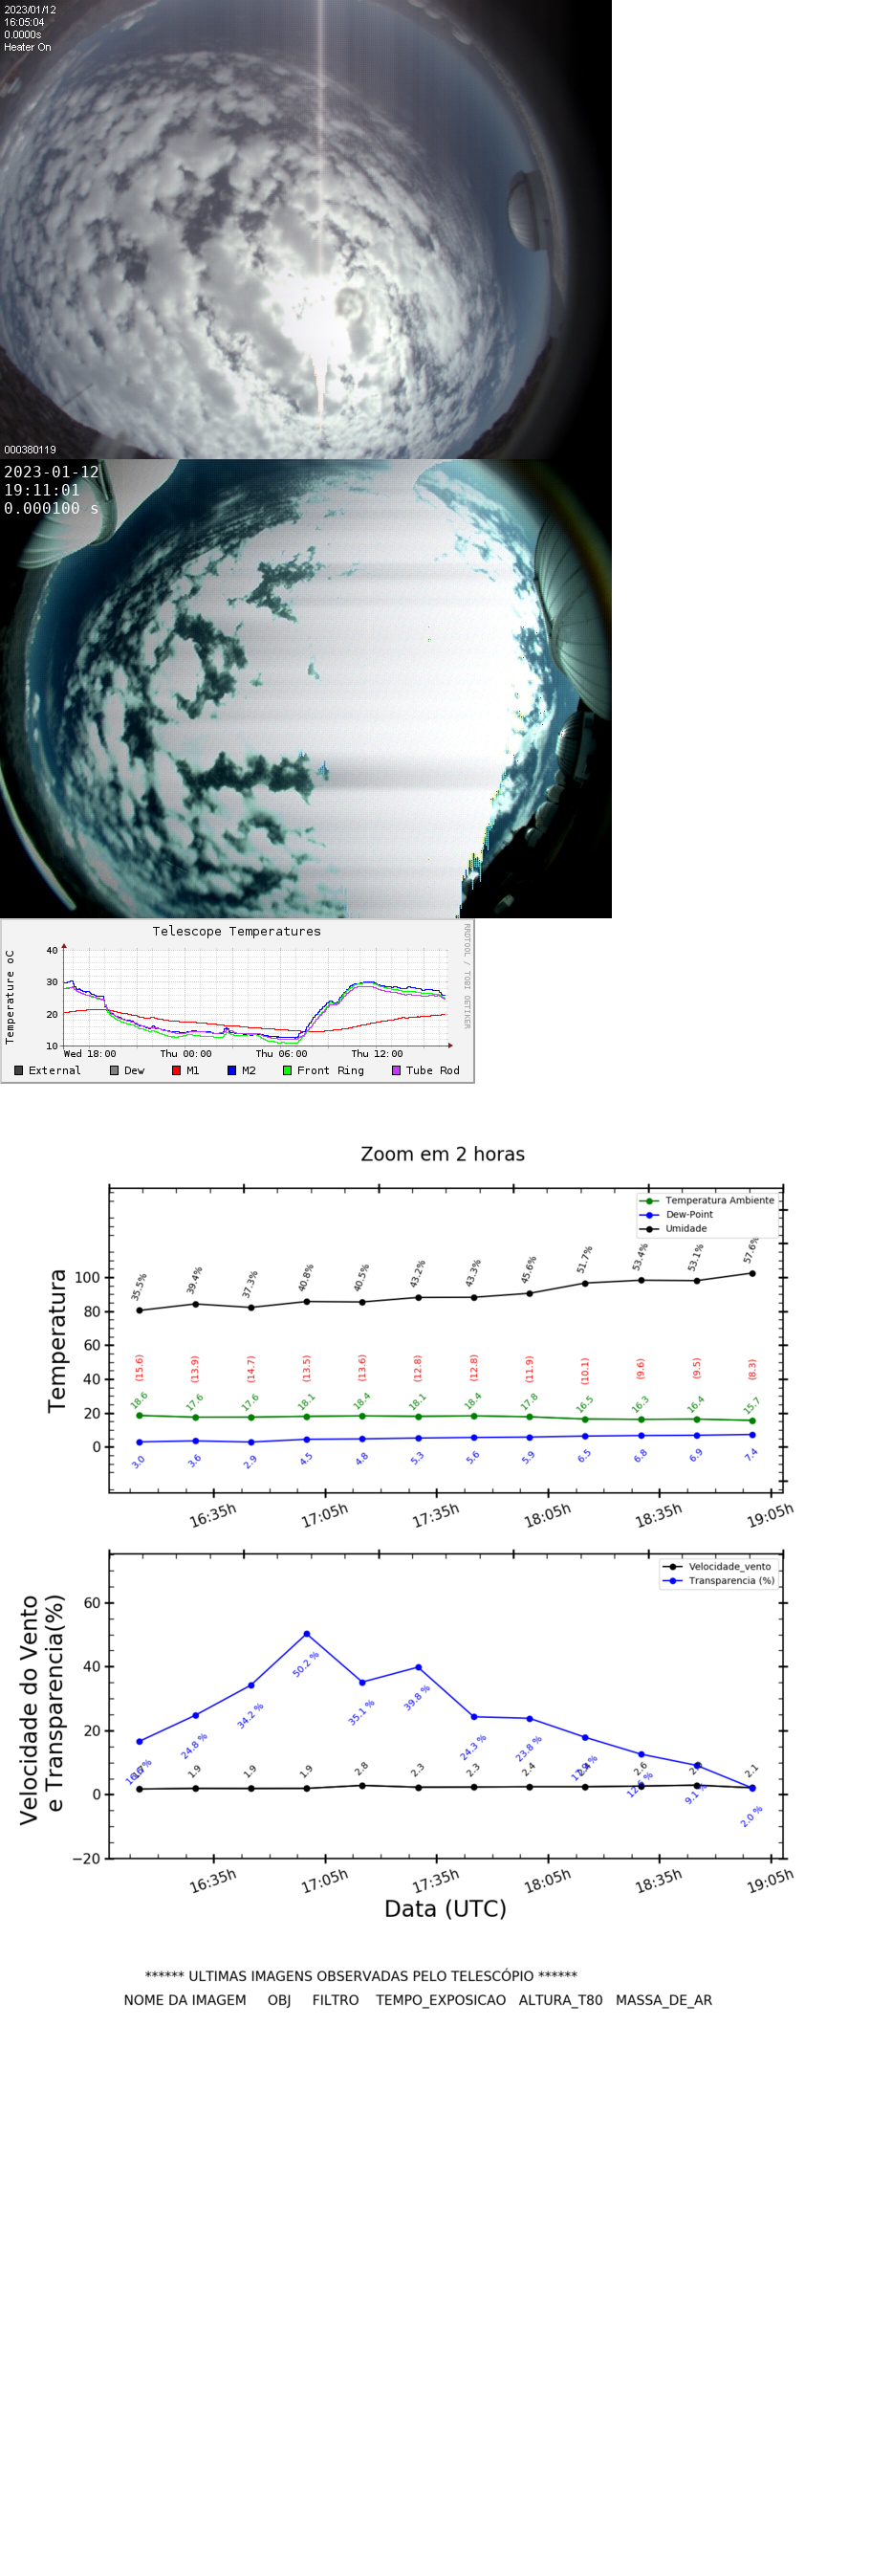 2023/01/12
16:05:04
0.0000s
Heater On
000380119
2023-01-12
19:11:01
0.000100 s
Telescope Temperatures
RRDTOOL / TOBI OETIKER
Temperature oC
40
30
20
10
Wed 18:00 Thu 00:00 Thu 06:00 Thu 12:00
External Dew M1 M2 Front Ring Tube Rod
Zoom em 2 horas
Temperatura Ambiente
Dew-Point
Umidade
Temperatura
100
80
60
40
20
0
35.5% 39.4% 37.3% 40.8% 40.5% 43.2% 43.3% 45.6% 51.7% 53.4% 53.1% 57.6%
(15.6) (13.9) (14.7) (13.5) (13.6) (12.8) (12.8) (11.9) (10.1) (9.6) (9.5) (8.3)
18.6 17.6 17.6 18.1 18.4 18.1 18.4 17.8 16.5 16.3 16.4 15.7
3.0 3.6 2.9 4.5 4.8 5.3 5.6 5.9 6.5 6.8 6.9 7.4
16:35h 17:05h 17:35h 18:05h 18:35h 19:05h
Velocidade_vento
Transparencia (%)
Velocidade do Vento
e Transparencia(%)
60
40
20
0
−20
24.8 % 34.2 % 50.2 % 35.1 % 39.8 % 24.3 % 23.8 % 9.1 % 2.0 %
1.9 1.9 1.9 2.8 2.3 2.3 2.4 2.6 2.1
16:35h 17:05h 17:35h 18:05h 18:35h 19:05h
Data (UTC)
****** ULTIMAS IMAGENS OBSERVADAS PELO TELESCÓPIO ******
NOME DA IMAGEM OBJ FILTRO TEMPO_EXPOSICAO ALTURA_T80 MASSA_DE_AR